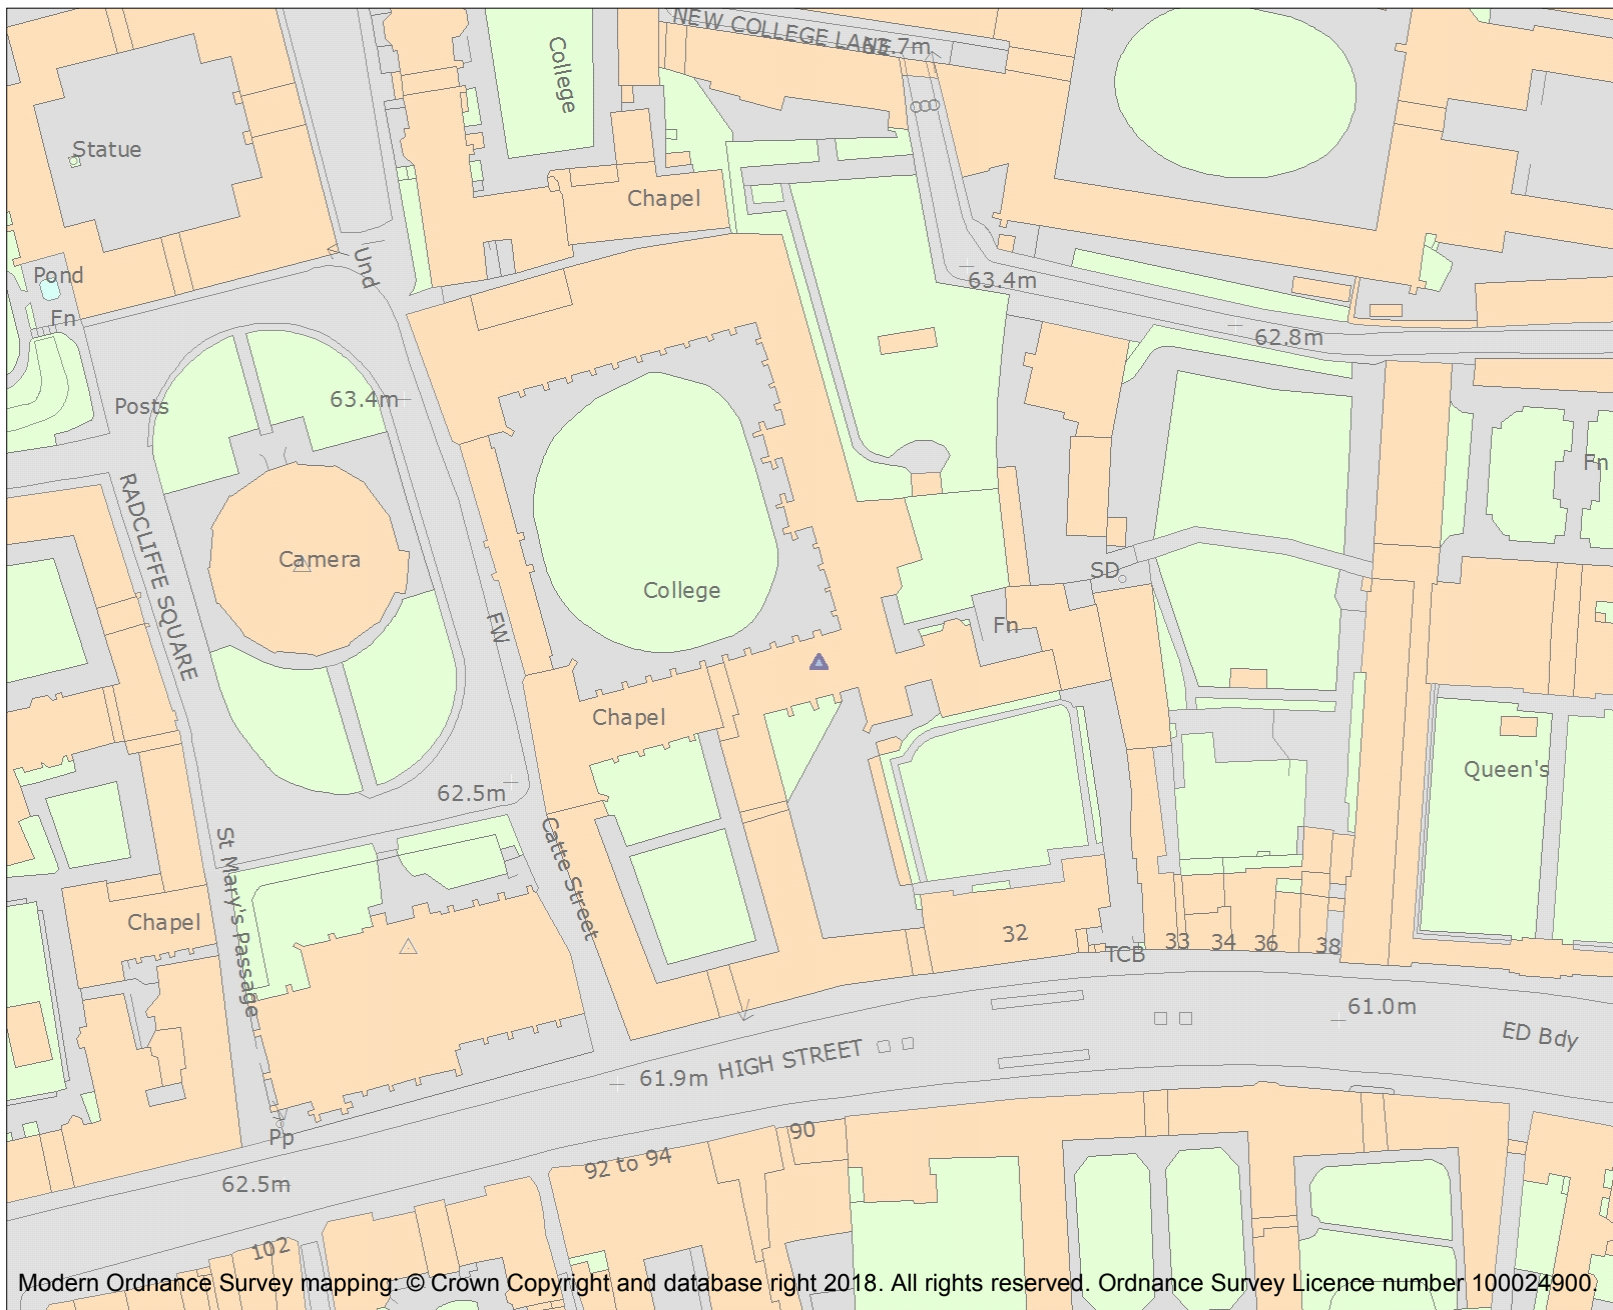 NEW COLLEGE LANE
63.7m
College
Statue
Chapel
Und
Pond
Fn
63.4m
62.8m
Posts
63.4m
Fn
RADCLIFFE SQUARE
Camera
College
SD
FW
Fn
Chapel
Queen's
62.5m
Catte Street
St Mary's Passage
Chapel
32
33
34
36
38
TCB
61.0m
ED Bdy
HIGH STREET
61.9m
Pp
90
92 to 94
62.5m
102
Modern Ordnance Survey mapping: © Crown Copyright and database right 2018. All rights reserved. Ordnance Survey Licence number 100024900.